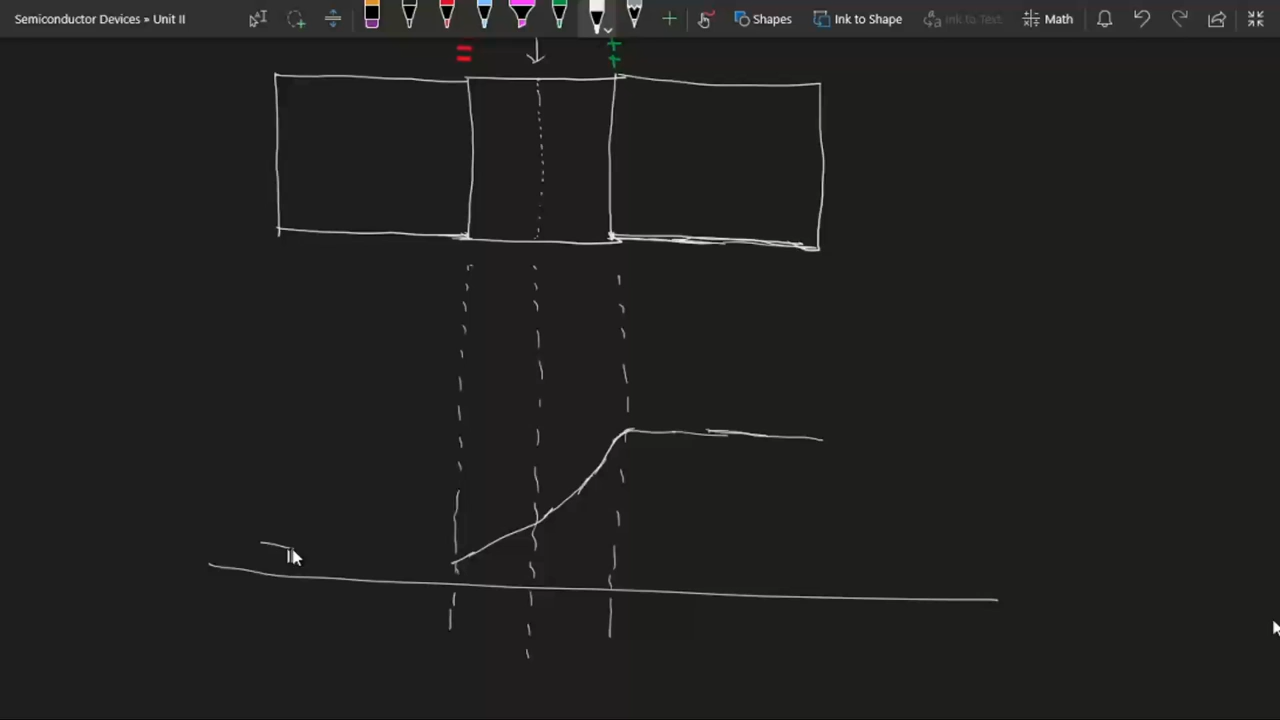 Semiconductor Devices » Unit II
Shapes
Ink to Shape
Ink to Text
Math
= ++